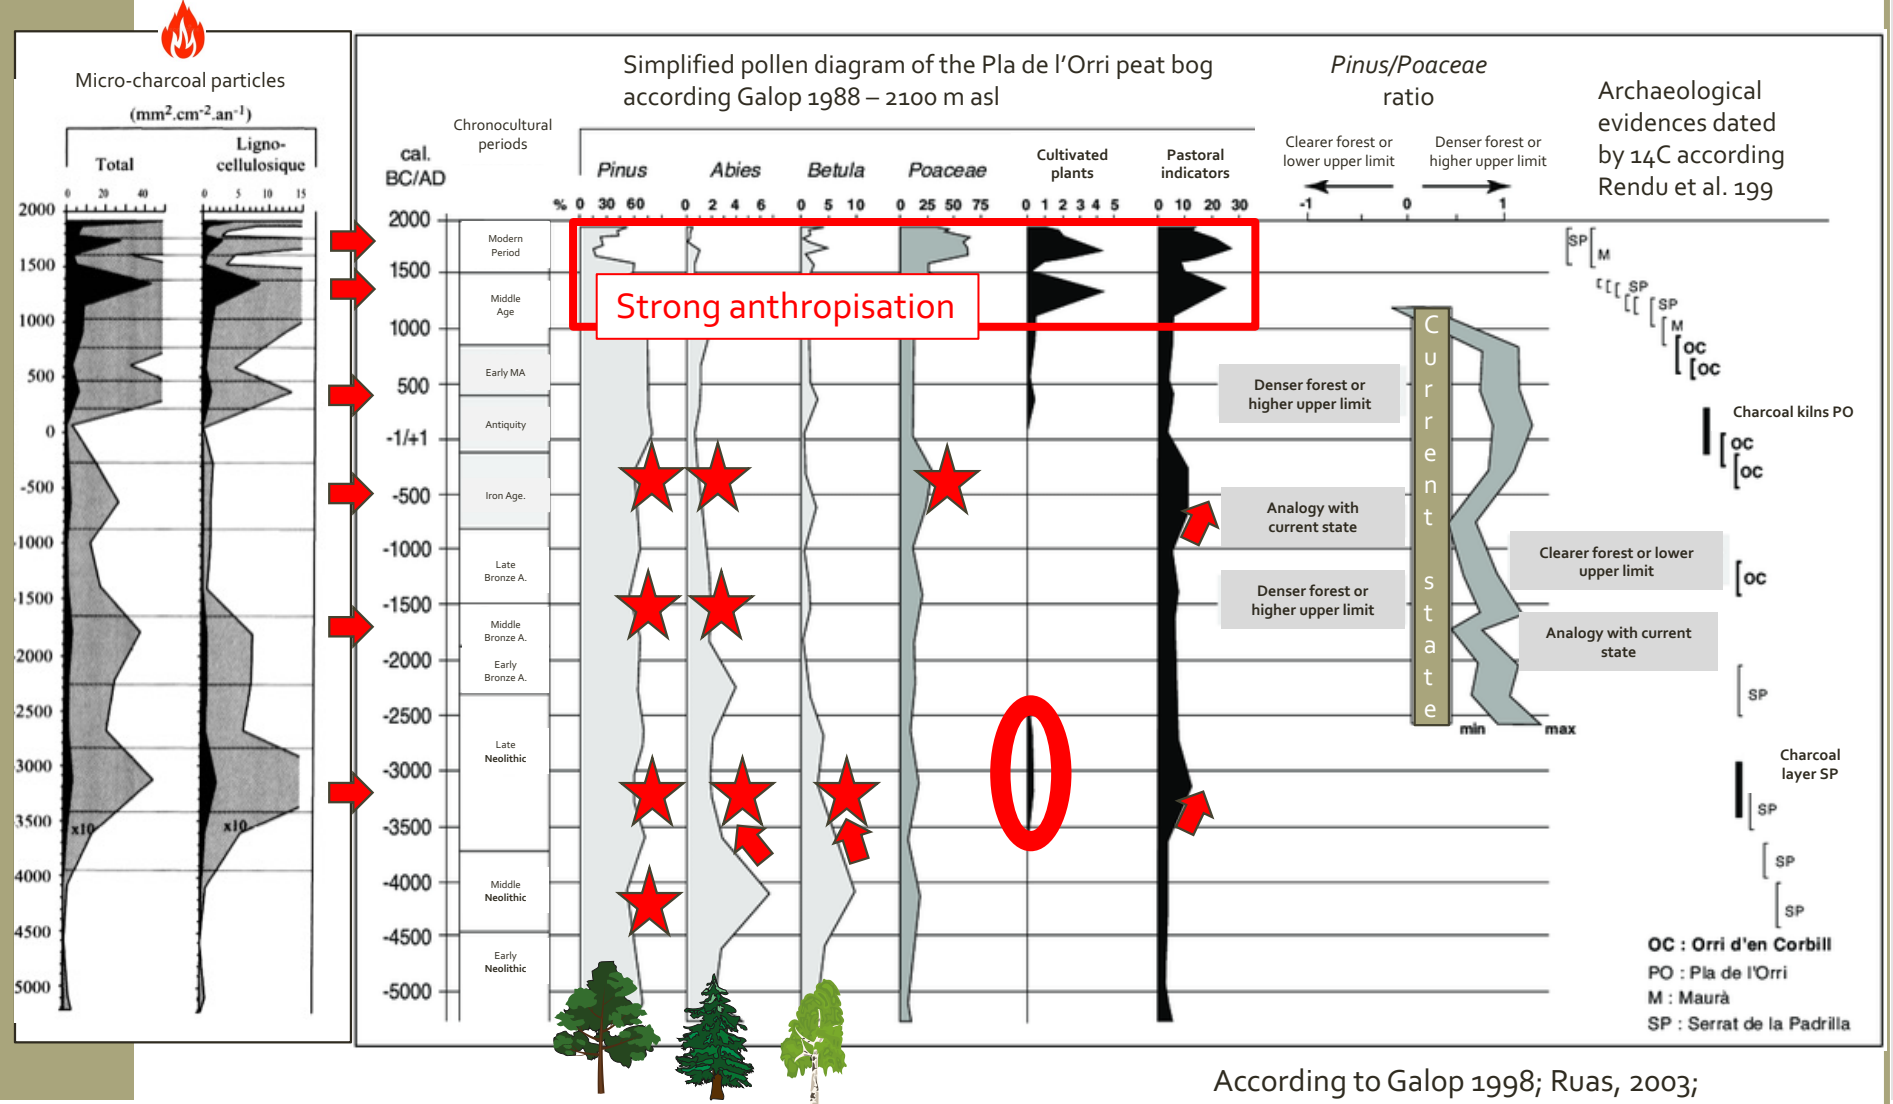 Micro-charcoal particles
(mm².cm⁻².an⁻¹)
Total
Ligno-
cellulosique
0 20 40
0 5 10 15
2000
1500
1000
500
0
-500
1000
1500
2000
2500
3000
3500
4000
4500
5000
x10
x10
Simplified pollen diagram of the Pla de l'Orri peat bog
according Galop 1988 – 2100 m asl
Chronocultural
periods
cal.
BC/AD
Pinus
Abies
Betula
Poaceae
Cultivated
plants
Pastoral
indicators
% 0 30 60
0 2 4 6
0 5 10
0 25 50 75
0 1 2 3 4 5
0 10 20 30
2000
1500
1000
500
-1/+1
-500
-1000
-1500
-2000
-2500
-3000
-3500
-4000
-4500
-5000
Modern
Period
Middle
Age
Early MA
Antiquity
Iron Age.
Late
Bronze A.
Middle
Bronze A.
Early
Bronze A.
Late
Neolithic
Middle
Neolithic
Early
Neolithic
Strong anthropisation
Pinus/Poaceae
ratio
Clearer forest or
lower upper limit
Denser forest or
higher upper limit
-1 0 1
Denser forest or
higher upper limit
Analogy with
current state
Denser forest or
higher upper limit
Current state
Clearer forest or lower
upper limit
Analogy with current
state
min
max
Archaeological
evidences dated
by 14C according
Rendu et al. 199
SP
M
SP
SP
M
OC
OC
Charcoal kilns PO
OC
OC
OC
SP
Charcoal
layer SP
SP
SP
SP
OC : Orri d'en Corbill
PO : Pla de l'Orri
M : Maurà
SP : Serrat de la Padrilla
According to Galop 1998; Ruas, 2003;